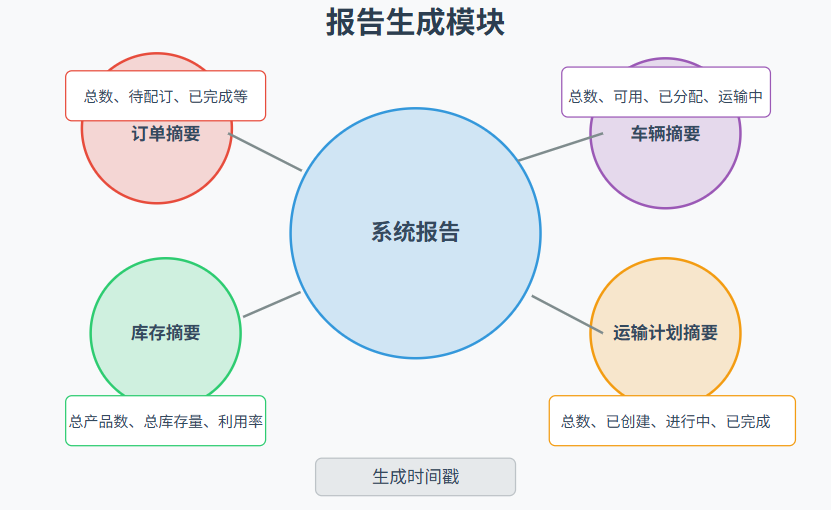 报告生成模块
总数、待配订、已完成等
订单摘要
总数、可用、已分配、运输中
车辆摘要
系统报告
库存摘要
总产品数、总库存量、利用率
运输计划摘要
总数、已创建、进行中、已完成
生成时间戳